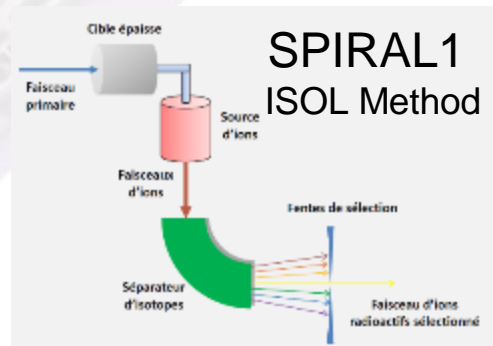 SPIRAL1
ISOL Method
Cible épaisse
Faisceau
primaire
Source
d'ions
Faisceaux
d'ions
Fentes de sélection
Séparateur
d'isotopes
Faisceau d'ions
radioactifs sélectionné